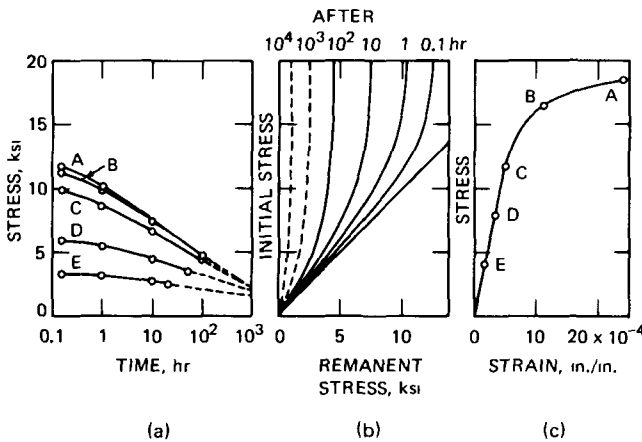 AFTER
10⁴ 10³ 10² 10 1 0.1 hr
20
15
10
5
0
STRESS, ksi
A
B
C
D
E
0.1 1 10 10² 10³
TIME, hr
(a)
INITIAL STRESS
0 5 10
REMANENT
STRESS, ksi
(b)
STRESS
A
B
C
D
E
0 10 20 x 10⁻⁴
STRAIN, in./in.
(c)